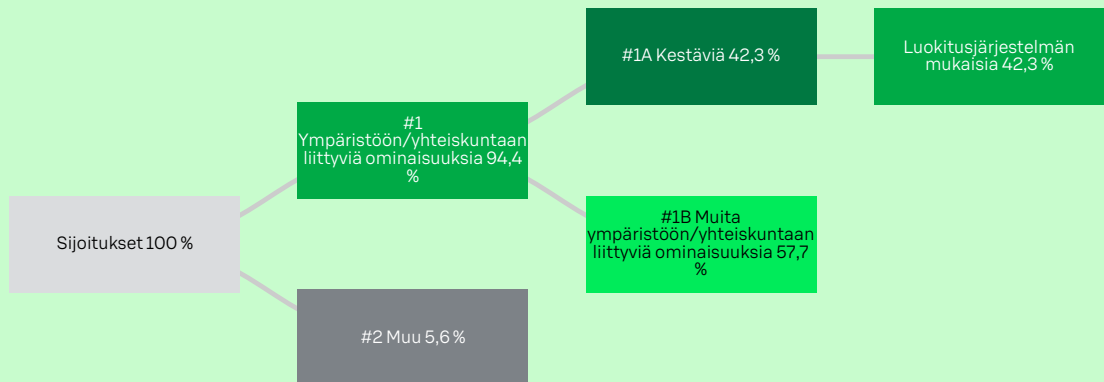 #1A Kestäviä 42,3 %
Luokitusjärjestelmän
mukaisia 42,3 %
#1
Ympäristöön/yhteiskuntaan
liittyviä ominaisuuksia 94,4
%
Sijoitukset 100 %
#1B Muita
ympäristöön/yhteiskuntaan
liittyviä ominaisuuksia 57,7
%
#2 Muu 5,6 %